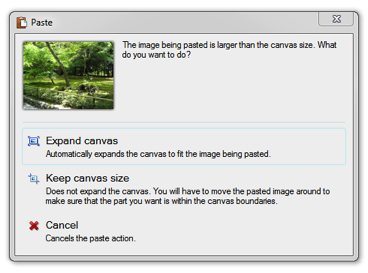 Paste
The image being pasted is larger than the canvas size. What
do you want to do?
Expand canvas
Automatically expands the canvas to fit the image being pasted.
Keep canvas size
Does not expand the canvas. You will have to move the pasted image around to
make sure that the part you want is within the canvas boundaries.
Cancel
Cancels the paste action.